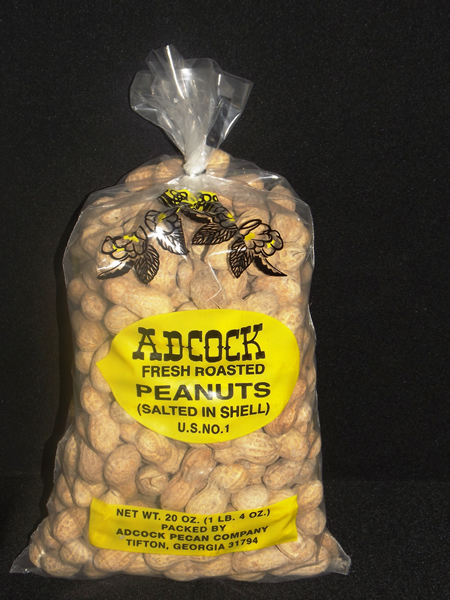 ADCOCK
FRESH ROASTED
PEANUTS
(SALTED IN SHELL)
U.S.NO.1
NET WT. 20 OZ. (1 LB. 4 OZ.)
PACKED BY
ADCOCK PECAN COMPANY
TIFTON, GEORGIA 31794